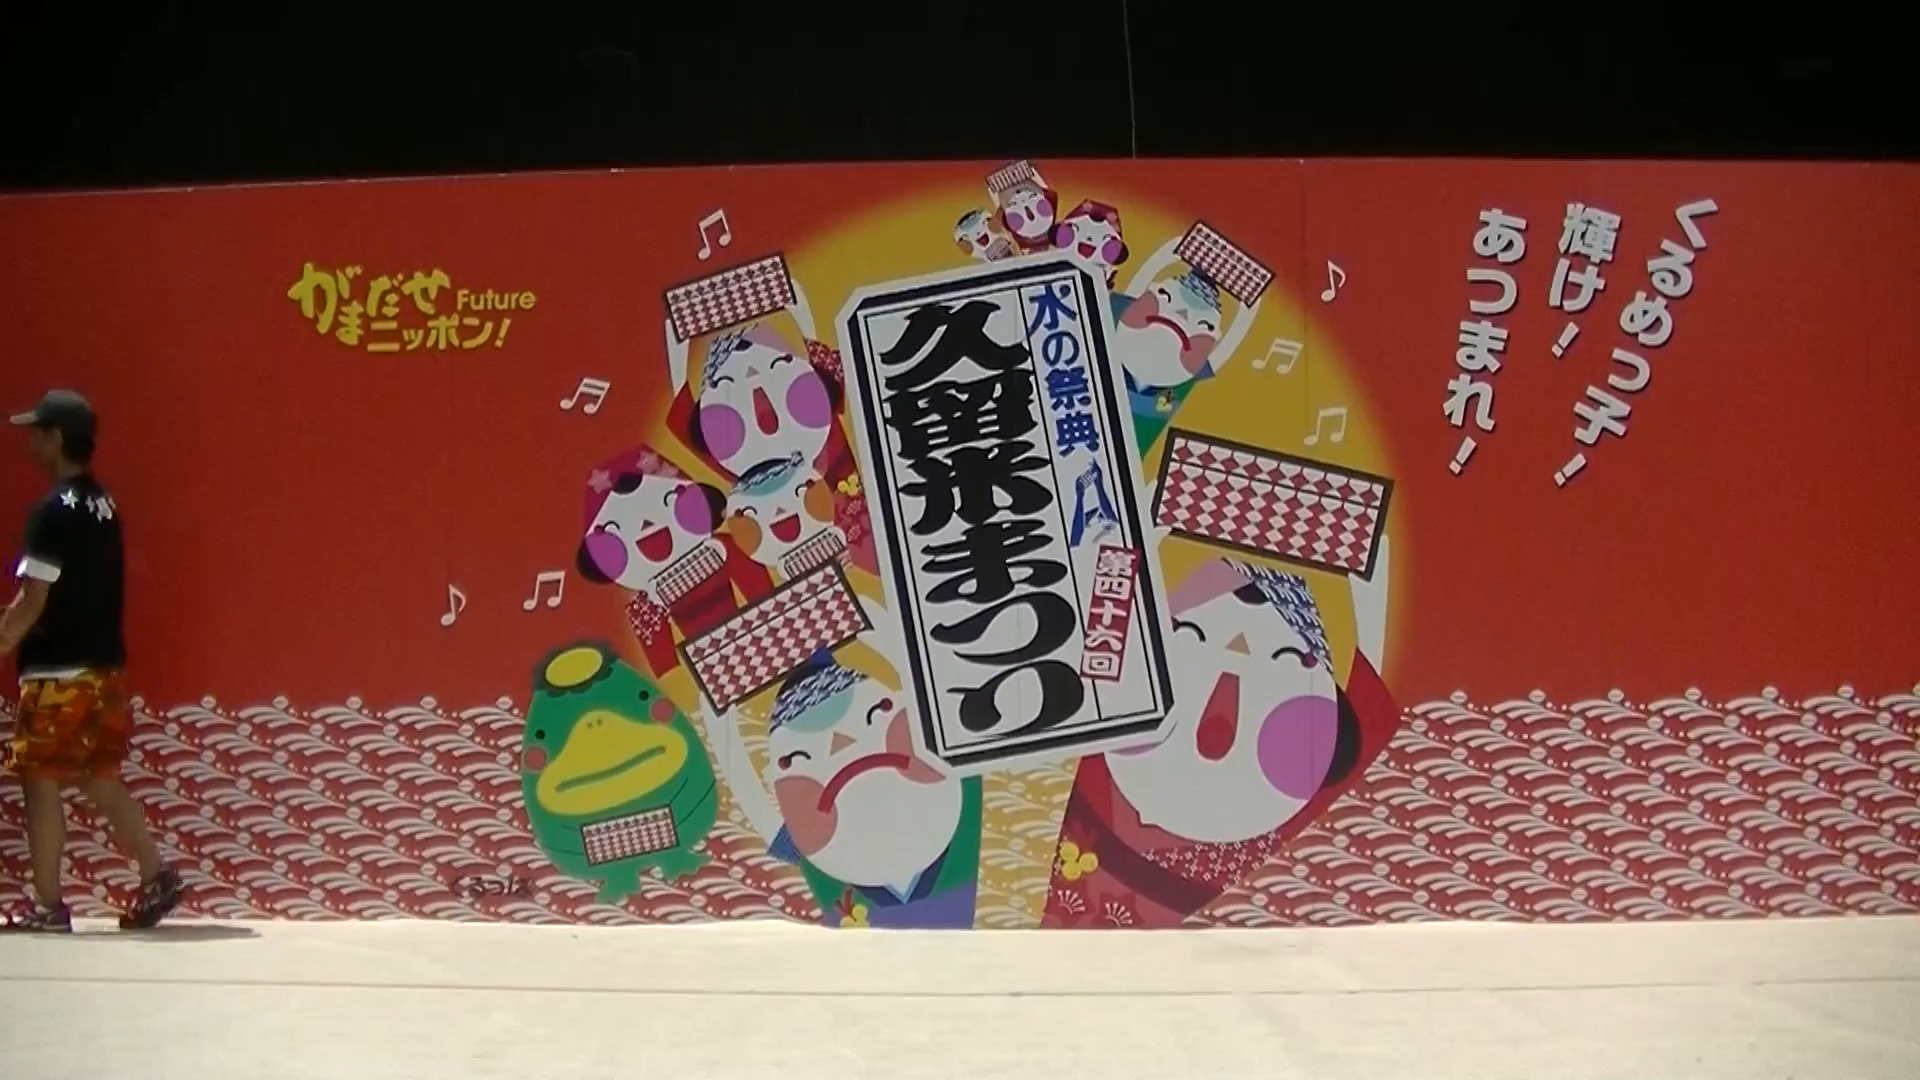 がまだせ Future
ニッポン!
水の祭典
久留米まつり
第四十六回
くるめっ子!
輝け!
あつまれ!
くるっぱ